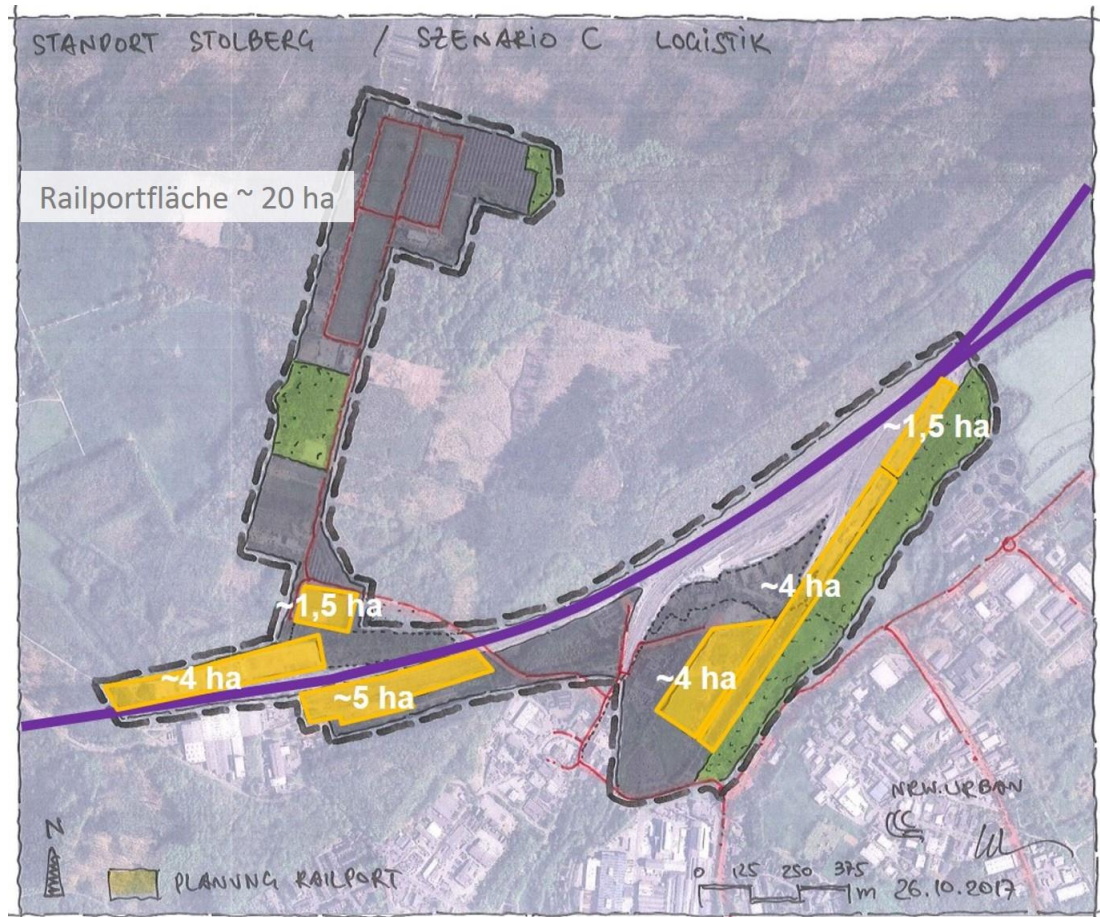 STANDORT STOLBERG / SZENARIO C LOGISTIK
Railportfläche ~ 20 ha
~1,5 ha
~4 ha
~1,5 ha
~4 ha
~4 ha
~5 ha
NRW.URBAN
N
PLANUNG RAILPORT
0 125 250 375 m
26.10.2017